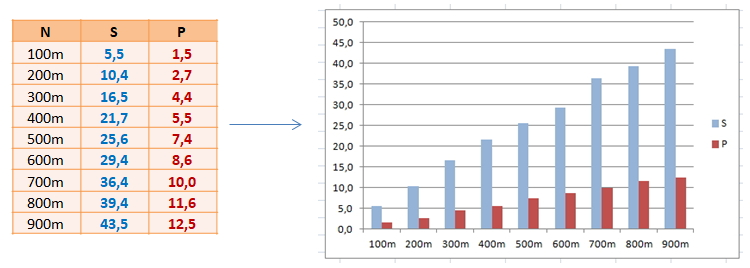 N S P
100m 5,5 1,5
200m 10,4 2,7
300m 16,5 4,4
400m 21,7 5,5
500m 25,6 7,4
600m 29,4 8,6
700m 36,4 10,0
800m 39,4 11,6
900m 43,5 12,5
50,0
45,0
40,0
35,0
30,0
25,0
20,0
15,0
10,0
5,0
0,0
100m 200m 300m 400m 500m 600m 700m 800m 900m
S
P